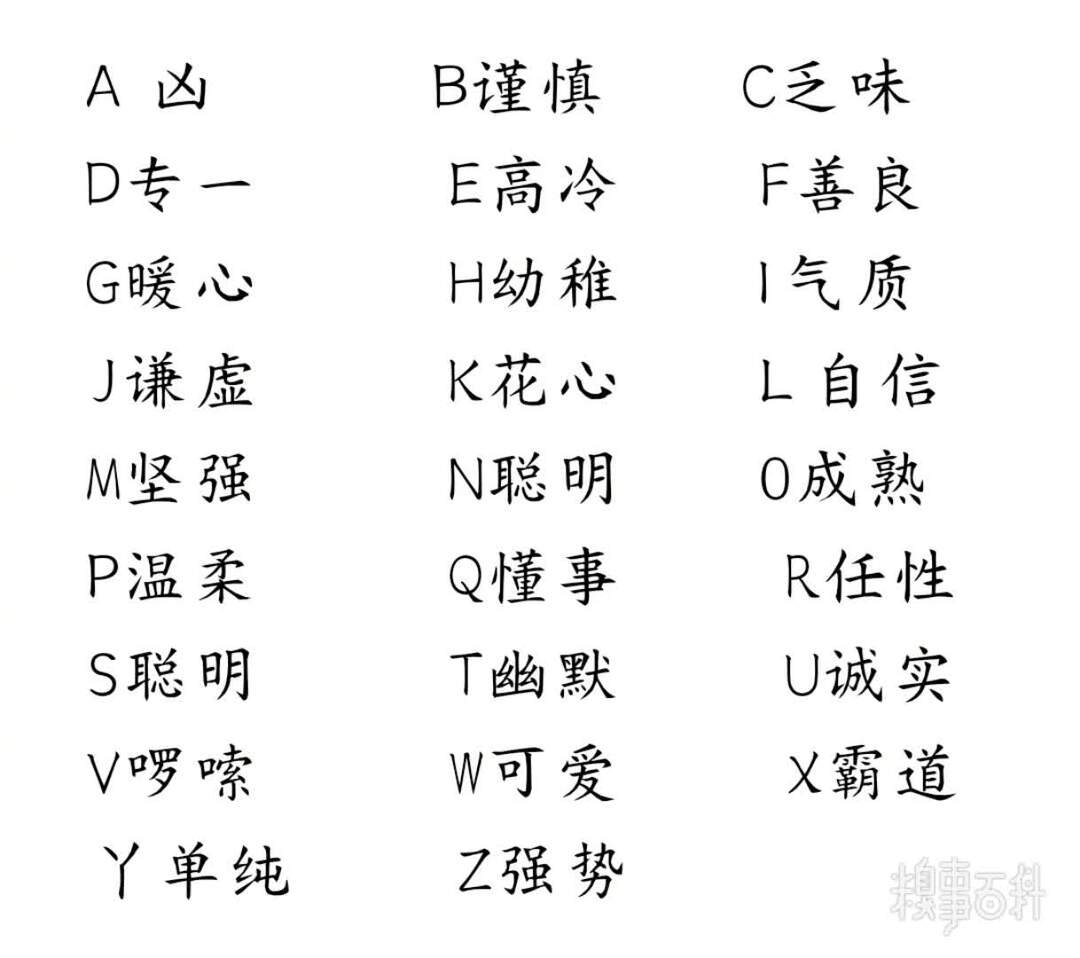 A 凶 B谨慎 C乏味
D专一 E高冷 F善良
G暖心 H幼稚 I气质
J谦虚 K花心 L自信
M坚强 N聪明 O成熟
P温柔 Q懂事 R任性
S聪明 T幽默 U诚实
V啰嗦 W可爱 X霸道
丫单纯 Z强势
糗事百科